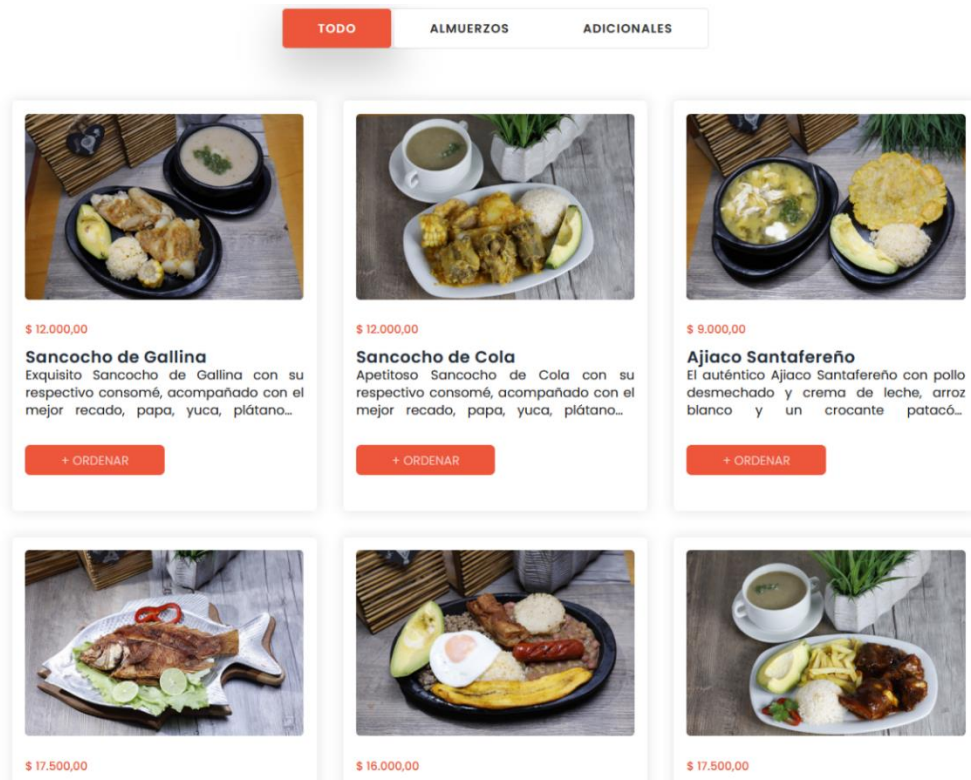 TODO ALMUERZOS ADICIONALES
$ 12.000,00
Sancocho de Gallina
Exquisito Sancocho de Gallina con su
respectivo consomé, acompañado con el
mejor recado, papa, yuca, plátano...
+ ORDENAR
$ 12.000,00
Sancocho de Cola
Apetitoso Sancocho de Cola con su
respectivo consomé, acompañado con el
mejor recado, papa, yuca, plátano...
+ ORDENAR
$ 9.000,00
Ajiaco Santafereño
El auténtico Ajiaco Santafereño con pollo
desmechado y crema de leche, arroz
blanco y un crocante patacó...
+ ORDENAR
$ 17.500,00
$ 16.000,00
$ 17.500,00